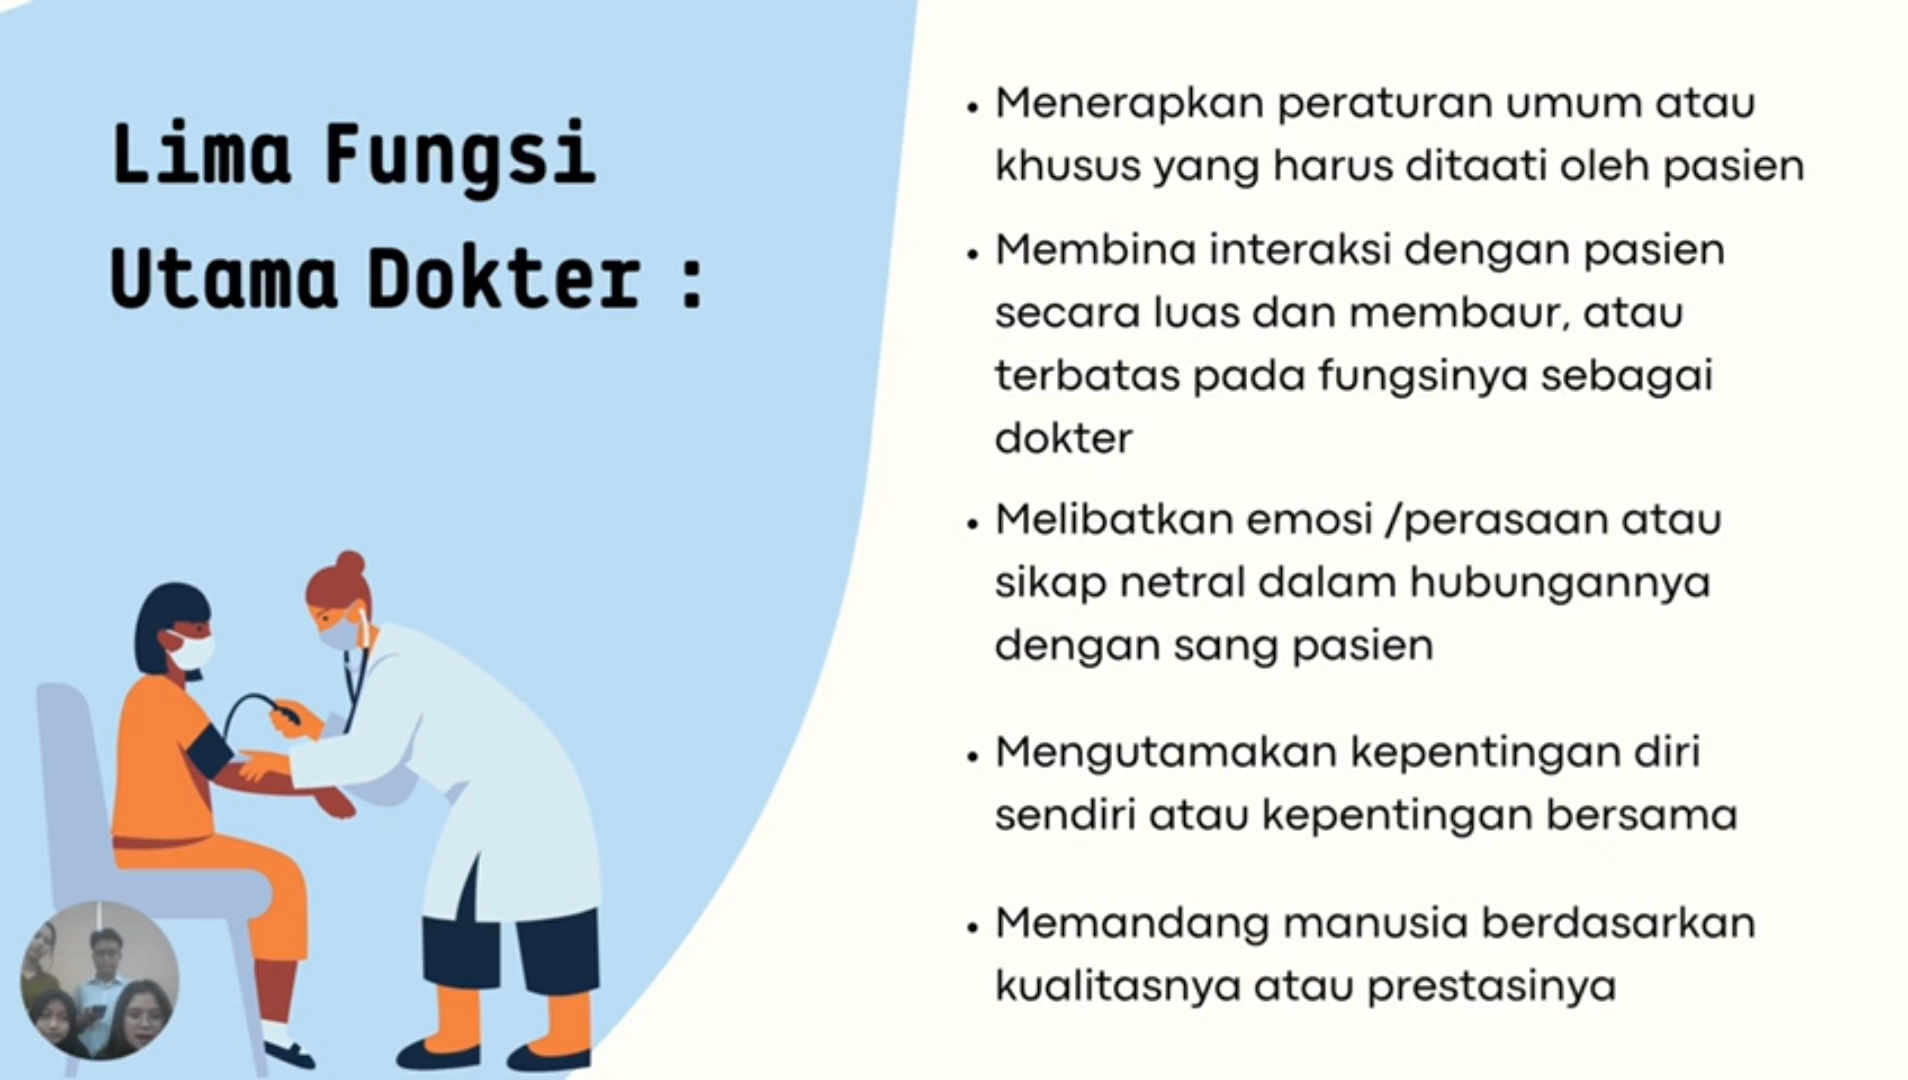 Lima Fungsi
Utama Dokter :
• Menerapkan peraturan umum atau
khusus yang harus ditaati oleh pasien
• Membina interaksi dengan pasien
secara luas dan membaur, atau
terbatas pada fungsinya sebagai
dokter
• Melibatkan emosi /perasaan atau
sikap netral dalam hubungannya
dengan sang pasien
• Mengutamakan kepentingan diri
sendiri atau kepentingan bersama
• Memandang manusia berdasarkan
kualitasnya atau prestasinya